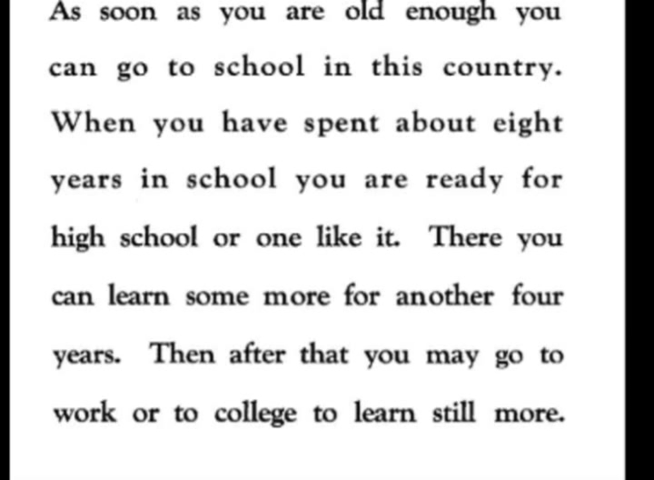 As soon as you are old enough you
can go to school in this country.
When you have spent about eight
years in school you are ready for
high school or one like it. There you
can learn some more for another four
years. Then after that you may go to
work or to college to learn still more.